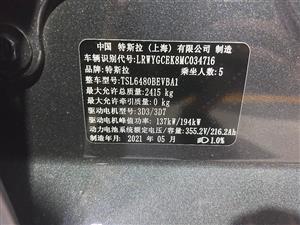 中国 特斯拉 (上海) 有限公司 制造
车辆识别代号: LRWYGCEK8MC034716
品牌: 特斯拉 乘坐人数: 5
整车型号: TSL6480BEVBA1
最大允许总质量: 2415 kg
最大允许牵引质量: 0 kg
驱动电机型号: 3D3/3D7
驱动电机峰值功率: 137kW/194kW
动力电池系统额定电压/容量: 355.2V/216.2Ah
制造年月: 2021 年 05 月 1.0%